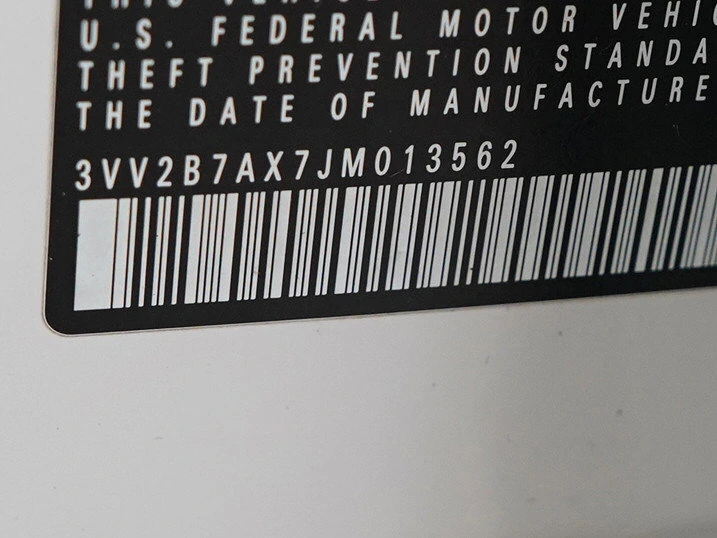 U.S. FEDERAL MOTOR
THEFT PREVENTION
THE DATE OF MANUFACTURE
3VV2B7AX7JM013562